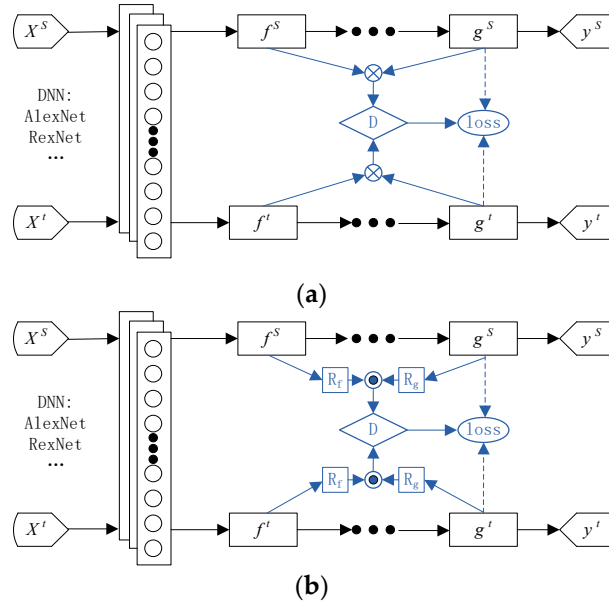 X^S f^S g^S y^S
DNN:
AlexNet
RexNet
...
D loss
X^t f^t g^t y^t
(a)
X^S f^S g^S y^S
R_f R_g
DNN:
AlexNet
RexNet
...
D loss
R_f R_g
X^t f^t g^t y^t
(b)